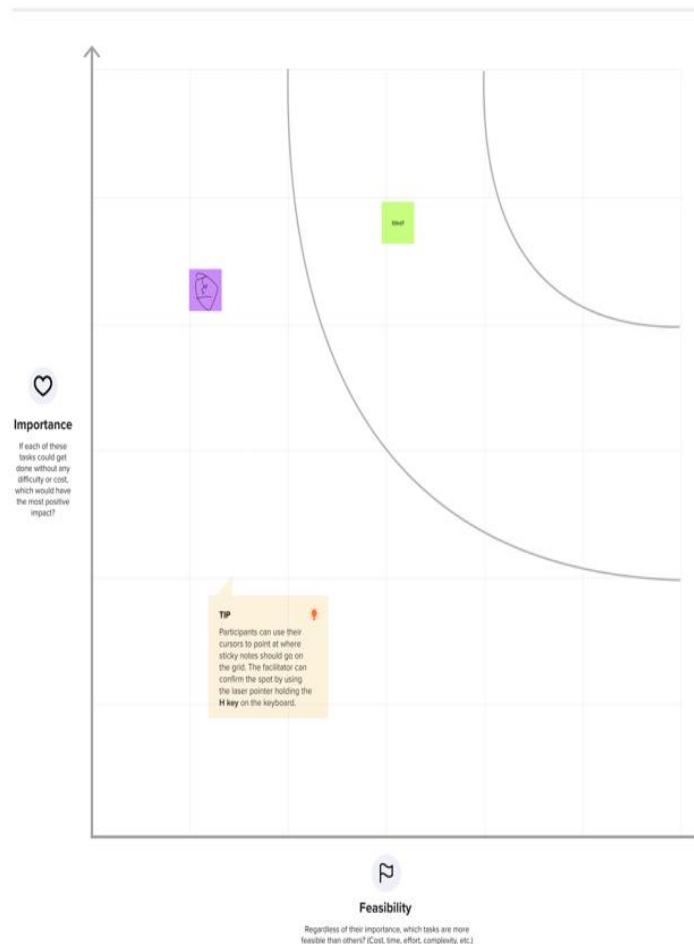 Importance
If each of these
tasks could get
done without any
difficulty or cost,
which would have
the most positive
impact?
TIP
Participants can use their
cursors to point at where
sticky notes should go on
the grid. The facilitator can
confirm the spot by using
the laser pointer holding the
H key on the keyboard.
Feasibility
Regardless of their importance, which tasks are more
feasible than others? (Cost, time, effort, complexity, etc.)